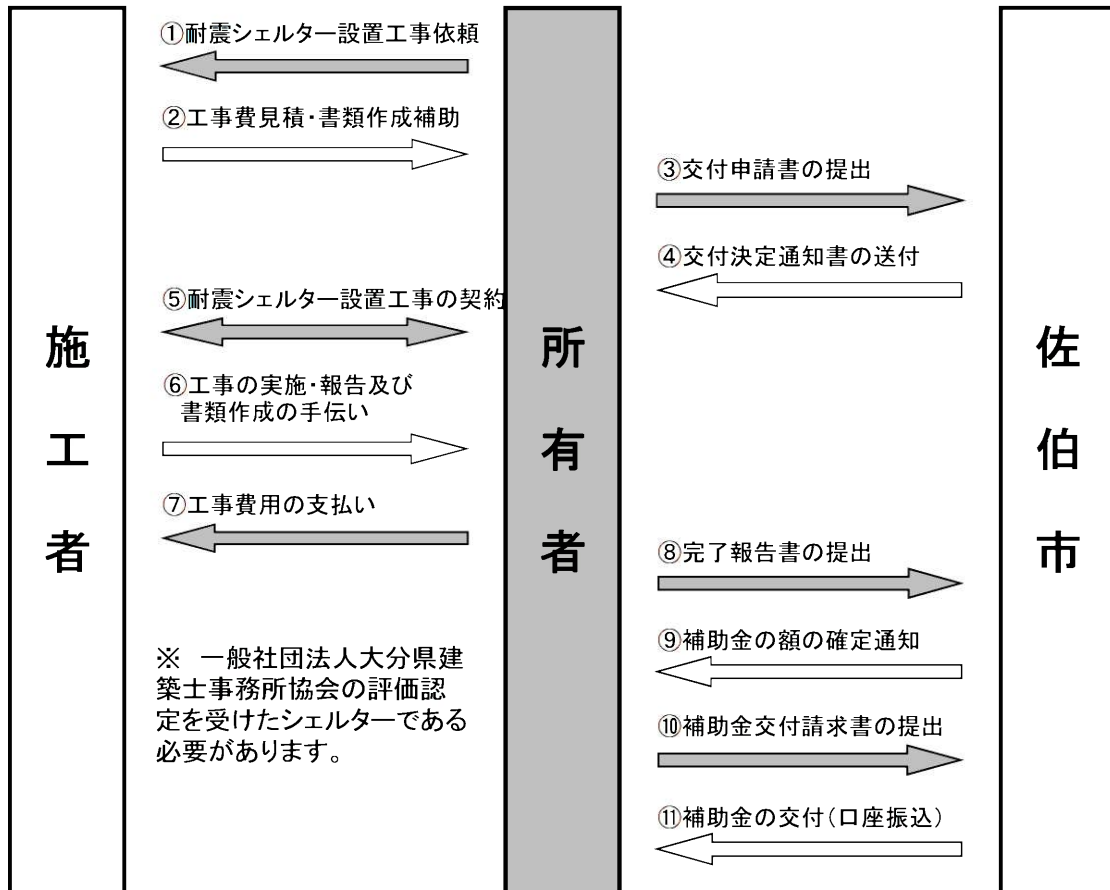 ①耐震シェルター設置工事依頼
②工事費見積・書類作成補助
③交付申請書の提出
④交付決定通知書の送付
⑤耐震シェルター設置工事の契約
⑥工事の実施・報告及び
書類作成の手伝い
⑦工事費用の支払い
⑧完了報告書の提出
⑨補助金の額の確定通知
⑩補助金交付請求書の提出
⑪補助金の交付(口座振込)
※ 一般社団法人大分県建
築士事務所協会の評価認
定を受けたシェルターである
必要があります。
施工者
所有者
佐伯市